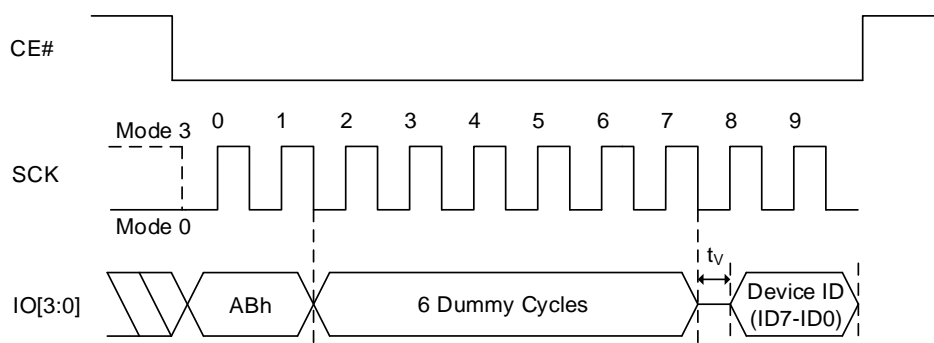 CE#
Mode 3 0 1 2 3 4 5 6 7 8 9
SCK
Mode 0
tV
IO[3:0] ABh 6 Dummy Cycles Device ID
(ID7-ID0)